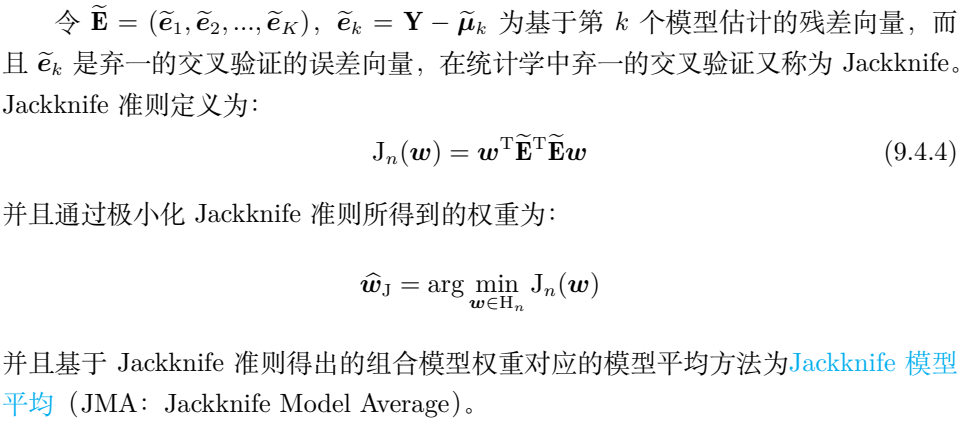 令 Ẽ = (ẽ₁, ẽ₂, ..., ẽ_K)，ẽ_k = Y − μ̃_k 为基于第 k 个模型估计的残差向量，而
且 ẽ_k 是弃一的交叉验证的误差向量，在统计学中弃一的交叉验证又称为 Jackknife。
Jackknife 准则定义为：
J_n(w) = w^T Ẽ^T Ẽw (9.4.4)
并且通过极小化 Jackknife 准则所得到的权重为：
ŵ_J = arg min_{w∈H_n} J_n(w)
并且基于 Jackknife 准则得出的组合模型权重对应的模型平均方法为Jackknife 模型
平均（JMA：Jackknife Model Average）。